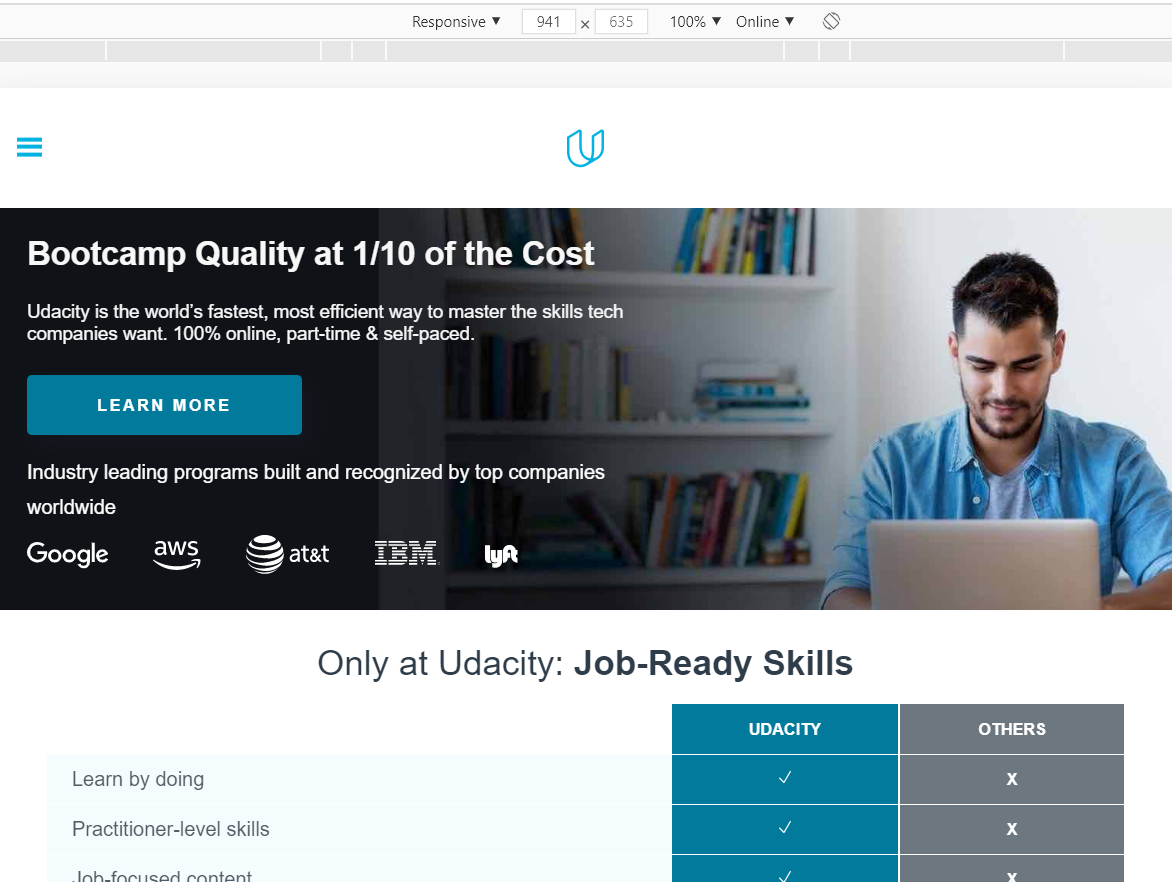 Responsive ▼ 941 × 635 100% ▼ Online ▼
Bootcamp Quality at 1/10 of the Cost
Udacity is the world’s fastest, most efficient way to master the skills tech
companies want. 100% online, part-time & self-paced.
LEARN MORE
Industry leading programs built and recognized by top companies
worldwide
Google aws at&t IBM lyft
Only at Udacity: Job-Ready Skills
UDACITY OTHERS
Learn by doing ✓ X
Practitioner-level skills ✓ X
Job-focused content ✓ X